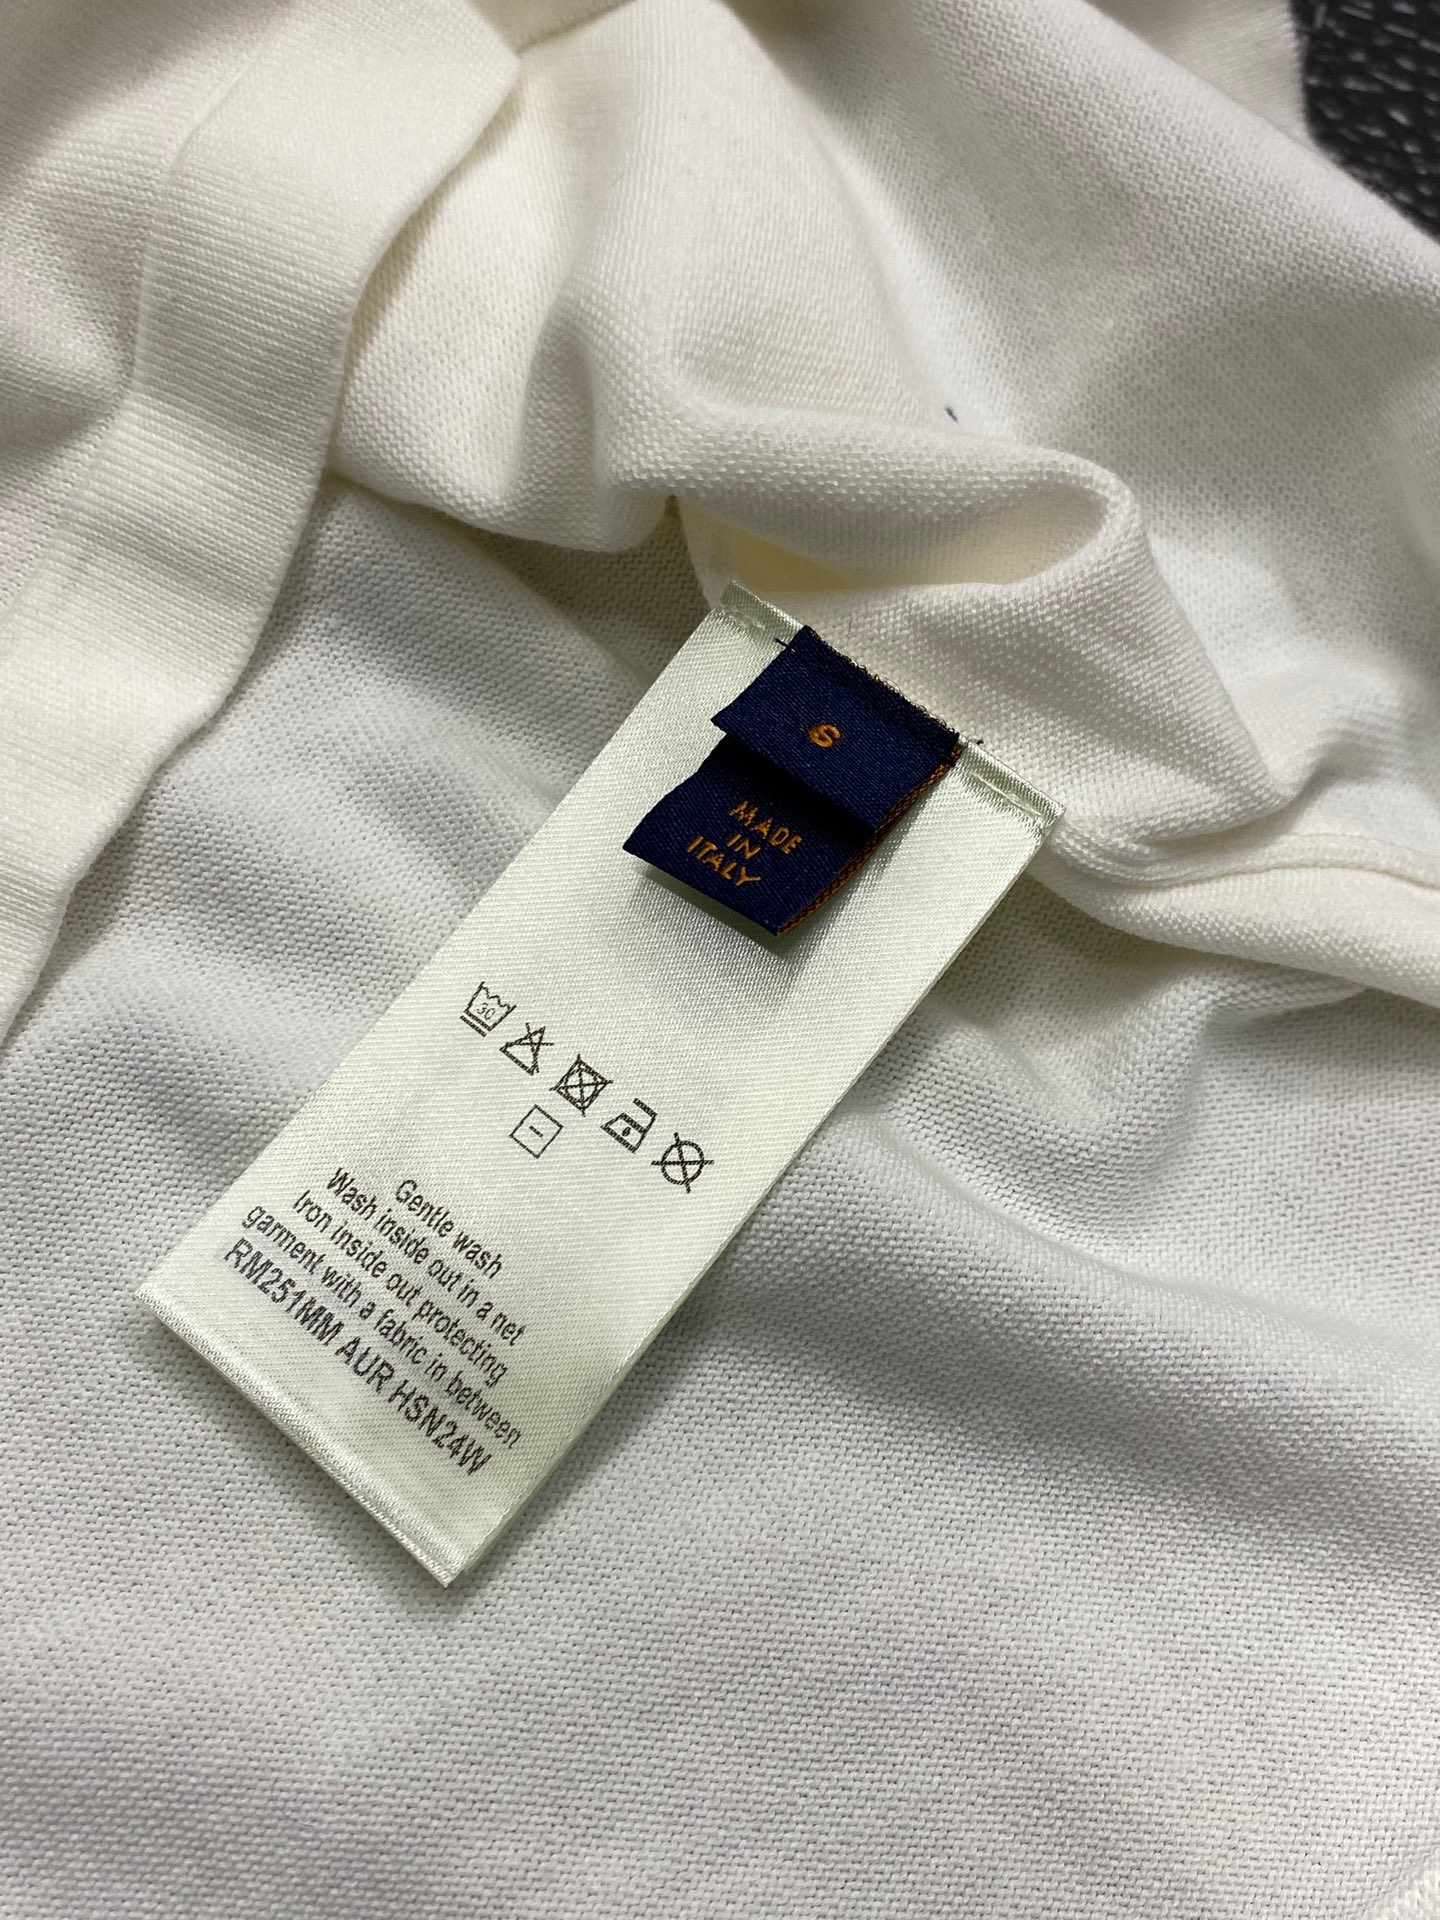 S
MADE
IN
ITALY
30
Gentle wash
Wash inside out in a net
Iron inside out protecting
garment with a fabric in between
RM251MM AUR HSN24W